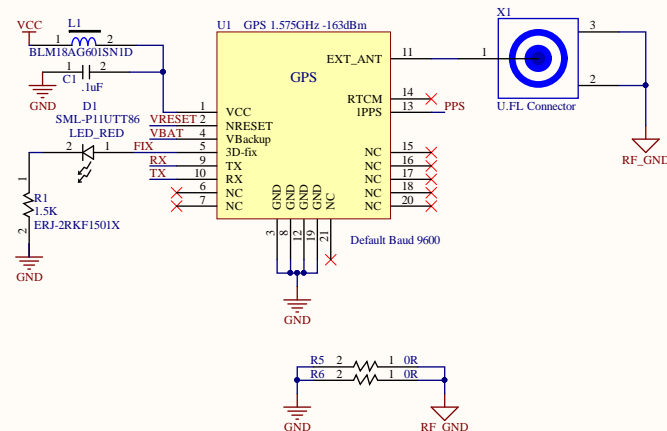 VCC
L1
1 2
BLM18AG601SN1D
1 2
C1 .1uF
GND
D1
SML-P11UTT86
LED_RED
2 1 FIX
1
R1
1.5K
ERJ-2RKF1501X
2
GND
U1 GPS 1.575GHz -163dBm
GPS
VRESET
VBAT
RX
TX
1 VCC
2 NRESET
4 VBackup
5 3D-fix
9 TX
10 RX
6 NC
7 NC
EXT_ANT 11
RTCM 14
1PPS 13 PPS
NC 15
NC 16
NC 17
NC 18
NC 20
GND GND GND GND NC
3 8 12 19 21
Default Baud 9600
GND
X1
1
3
2
U.FL Connector
RF_GND
R5 2 1 0R
R6 2 1 0R
GND
RF_GND